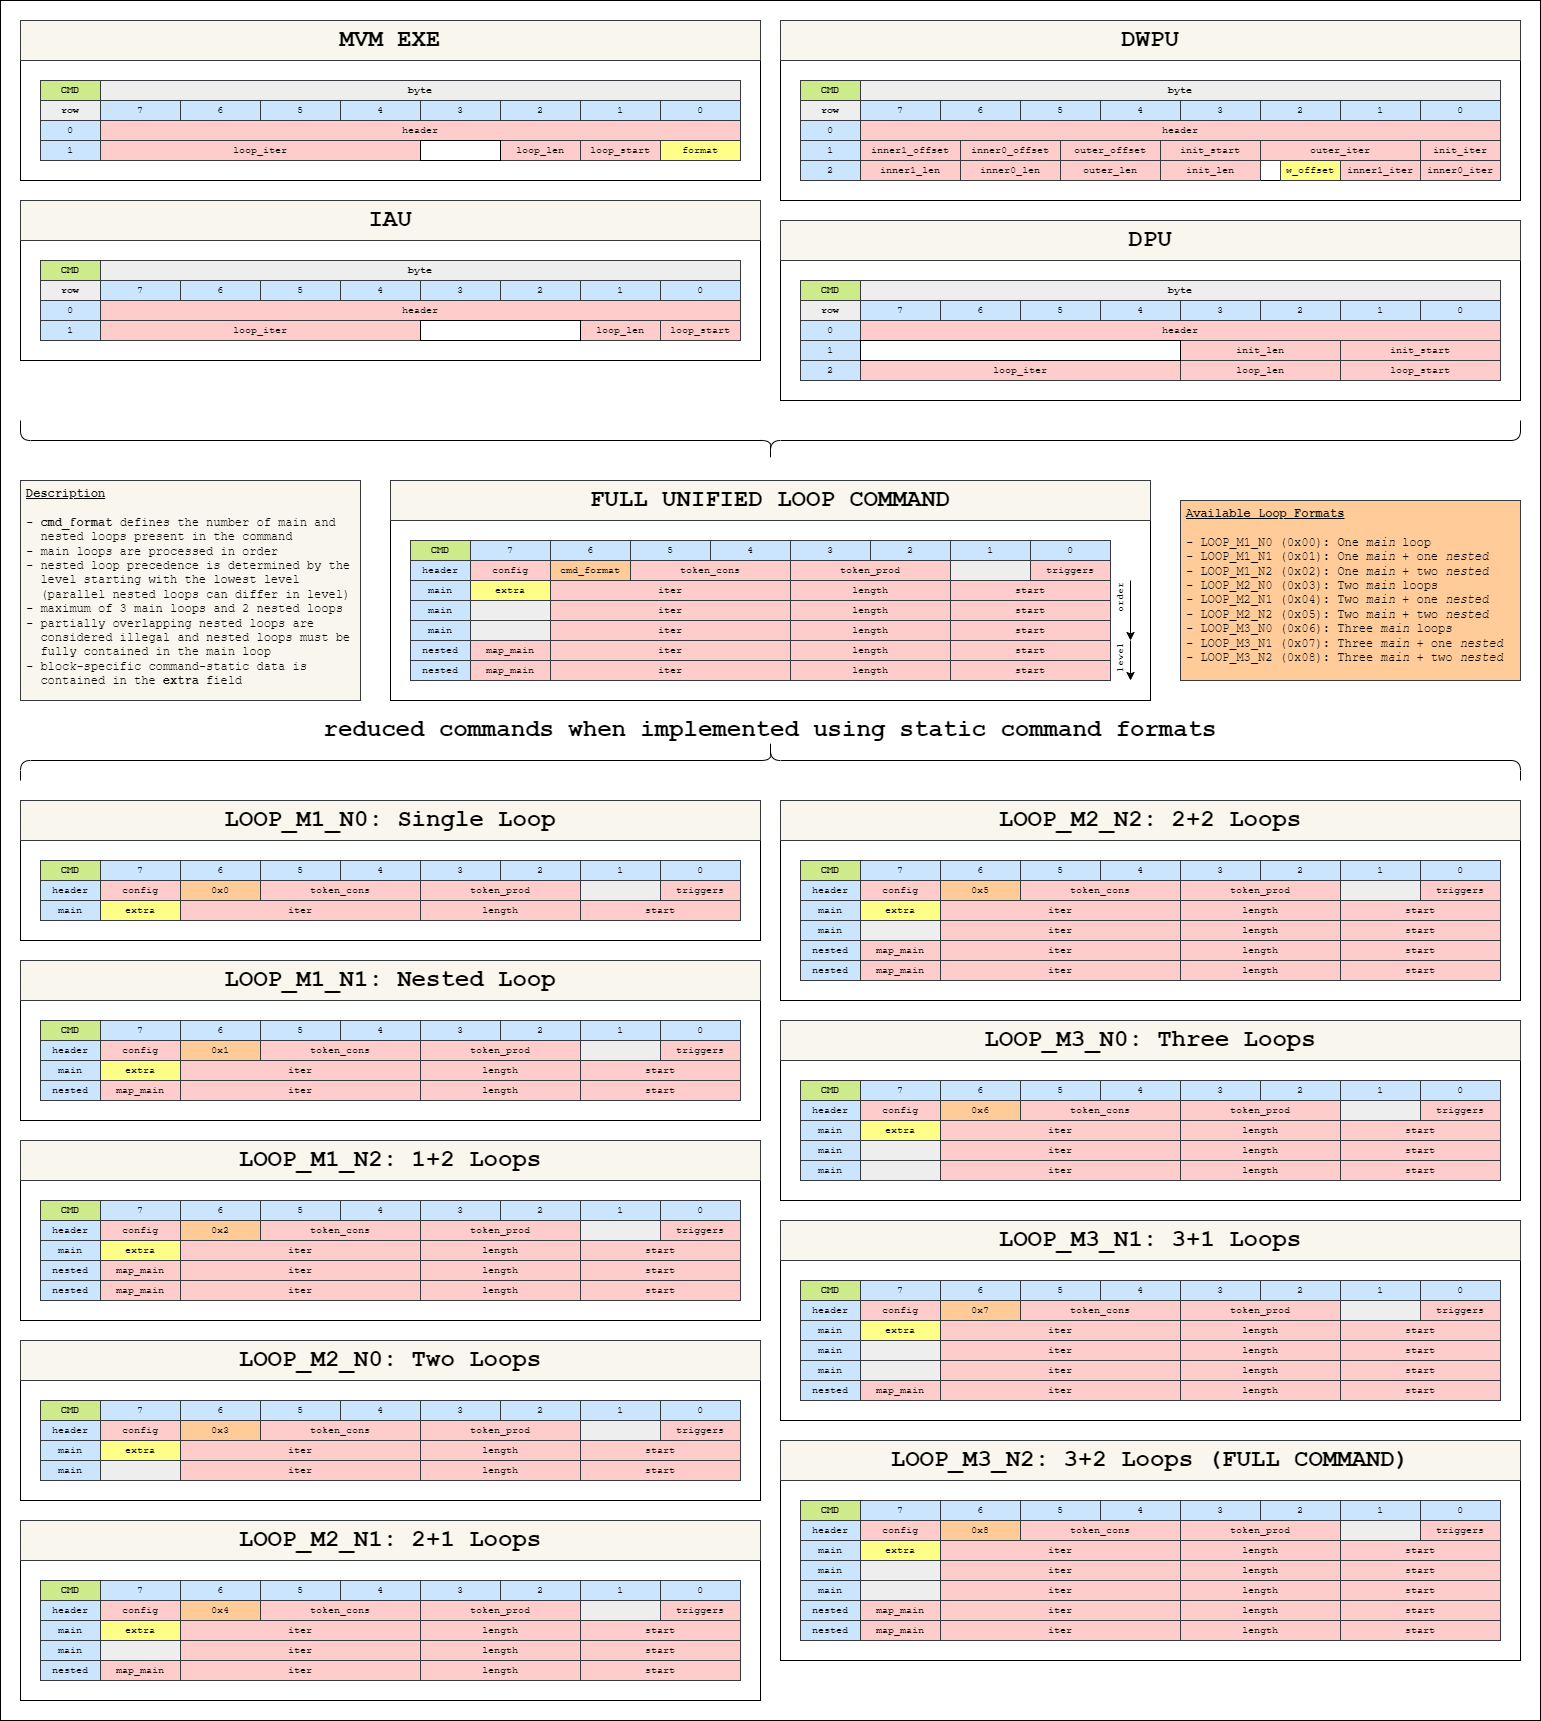 MVM EXE
CMD byte
row 7 6 5 4 3 2 1 0
0 header
1 loop_iter loop_len loop_start format
DWPU
CMD byte
row 7 6 5 4 3 2 1 0
0 header
1 inner1_offset inner0_offset outer_offset init_start outer_iter init_iter
2 inner1_len inner0_len outer_len init_len w_offset inner1_iter inner0_iter
IAU
CMD byte
row 7 6 5 4 3 2 1 0
0 header
1 loop_iter loop_len loop_start
DPU
CMD byte
row 7 6 5 4 3 2 1 0
0 header
1 init_len init_start
2 loop_iter loop_len loop_start
Description
- cmd_format defines the number of main and
nested loops present in the command
- main loops are processed in order
- nested loop precedence is determined by the
level starting with the lowest level
(parallel nested loops can differ in level)
- maximum of 3 main loops and 2 nested loops
- partially overlapping nested loops are
considered illegal and nested loops must be
fully contained in the main loop
- block-specific command-static data is
contained in the extra field
FULL UNIFIED LOOP COMMAND
CMD 7 6 5 4 3 2 1 0
header config cmd_format token_cons token_prod triggers
main extra iter length start
main iter length start
main iter length start
nested map_main iter length start
nested map_main iter length start
order
level
Available Loop Formats
- LOOP_M1_N0 (0x00): One main loop
- LOOP_M1_N1 (0x01): One main + one nested
- LOOP_M1_N2 (0x02): One main + two nested
- LOOP_M2_N0 (0x03): Two main loops
- LOOP_M2_N1 (0x04): Two main + one nested
- LOOP_M2_N2 (0x05): Two main + two nested
- LOOP_M3_N0 (0x06): Three main loops
- LOOP_M3_N1 (0x07): Three main + one nested
- LOOP_M3_N2 (0x08): Three main + two nested
reduced commands when implemented using static command formats
LOOP_M1_N0: Single Loop
CMD 7 6 5 4 3 2 1 0
header config 0x0 token_cons token_prod triggers
main extra iter length start
LOOP_M1_N1: Nested Loop
CMD 7 6 5 4 3 2 1 0
header config 0x1 token_cons token_prod triggers
main extra iter length start
nested map_main iter length start
LOOP_M1_N2: 1+2 Loops
CMD 7 6 5 4 3 2 1 0
header config 0x2 token_cons token_prod triggers
main extra iter length start
nested map_main iter length start
nested map_main iter length start
LOOP_M2_N0: Two Loops
CMD 7 6 5 4 3 2 1 0
header config 0x3 token_cons token_prod triggers
main extra iter length start
main iter length start
LOOP_M2_N1: 2+1 Loops
CMD 7 6 5 4 3 2 1 0
header config 0x4 token_cons token_prod triggers
main extra iter length start
main iter length start
nested map_main iter length start
LOOP_M2_N2: 2+2 Loops
CMD 7 6 5 4 3 2 1 0
header config 0x5 token_cons token_prod triggers
main extra iter length start
main iter length start
nested map_main iter length start
nested map_main iter length start
LOOP_M3_N0: Three Loops
CMD 7 6 5 4 3 2 1 0
header config 0x6 token_cons token_prod triggers
main extra iter length start
main iter length start
main iter length start
LOOP_M3_N1: 3+1 Loops
CMD 7 6 5 4 3 2 1 0
header config 0x7 token_cons token_prod triggers
main extra iter length start
main iter length start
main iter length start
nested map_main iter length start
LOOP_M3_N2: 3+2 Loops (FULL COMMAND)
CMD 7 6 5 4 3 2 1 0
header config 0x8 token_cons token_prod triggers
main extra iter length start
main iter length start
main iter length start
nested map_main iter length start
nested map_main iter length start